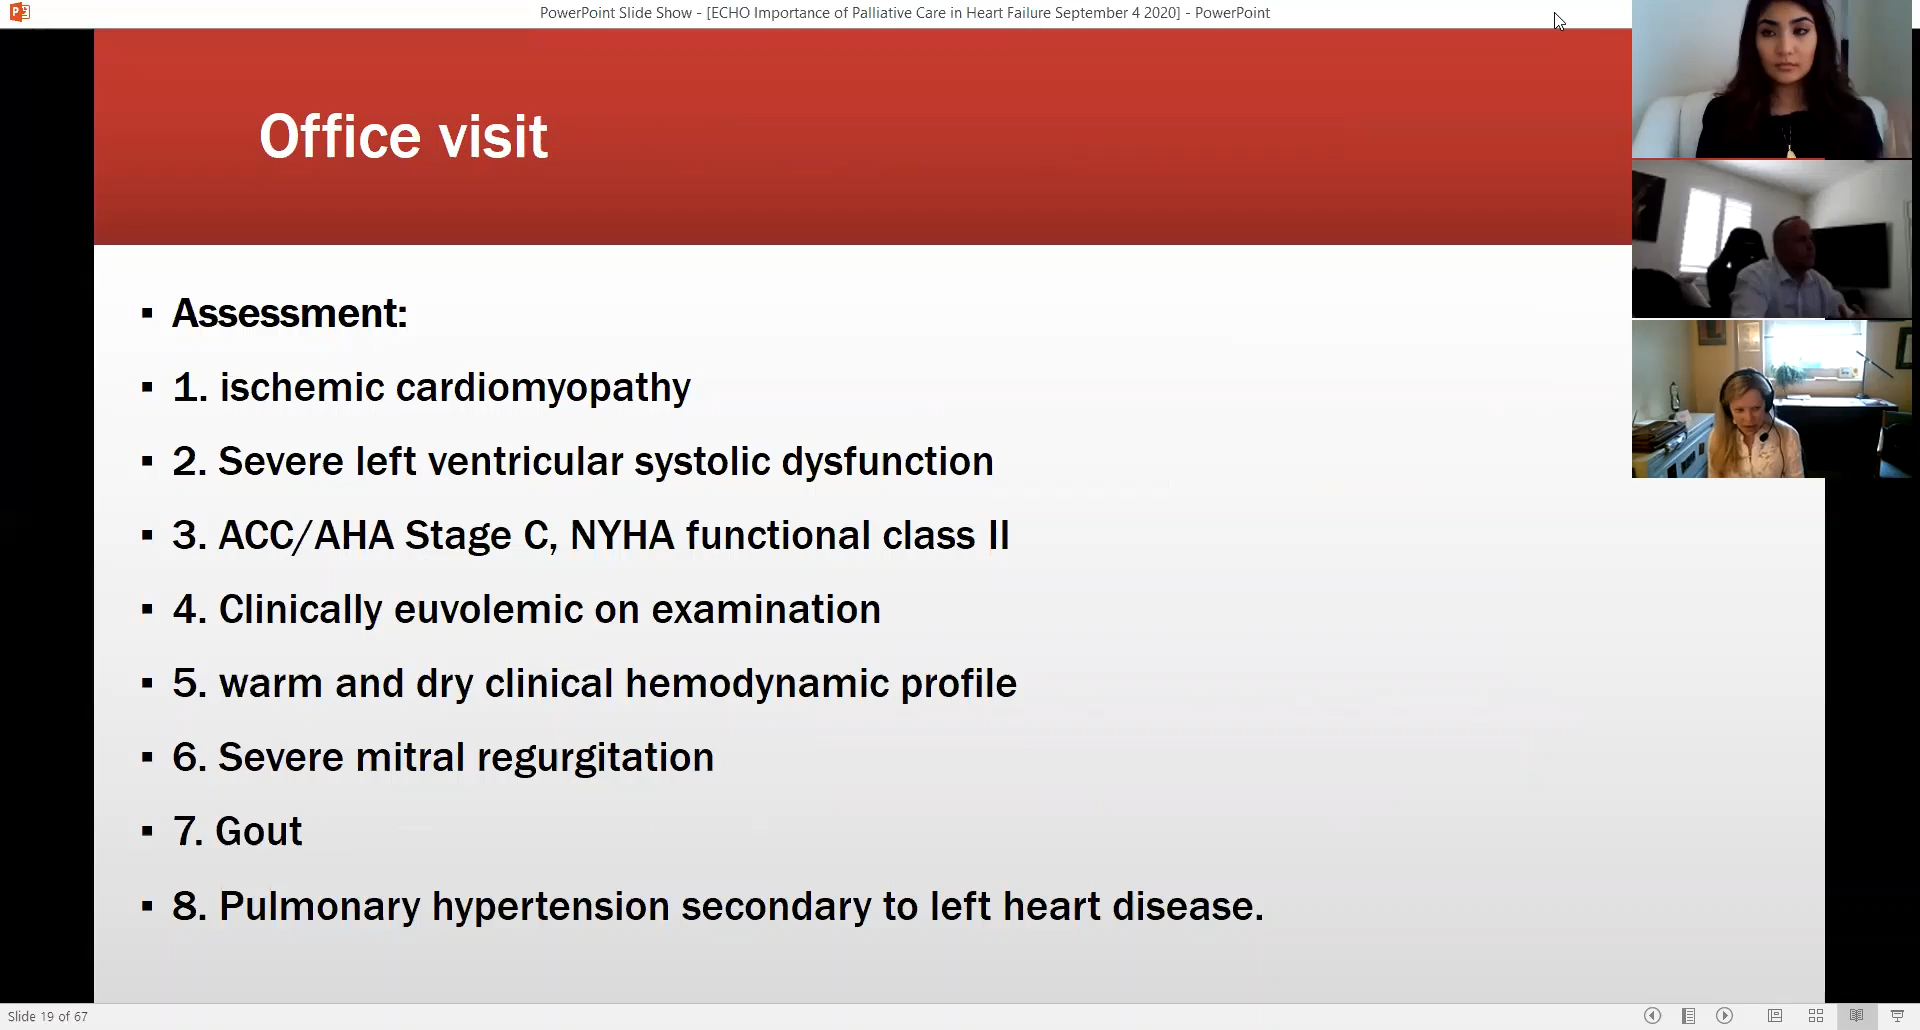 PowerPoint Slide Show - [ECHO Importance of Palliative Care in Heart Failure September 4 2020] - PowerPoint
Office visit
▪ Assessment:
▪ 1. ischemic cardiomyopathy
▪ 2. Severe left ventricular systolic dysfunction
▪ 3. ACC/AHA Stage C, NYHA functional class II
▪ 4. Clinically euvolemic on examination
▪ 5. warm and dry clinical hemodynamic profile
▪ 6. Severe mitral regurgitation
▪ 7. Gout
▪ 8. Pulmonary hypertension secondary to left heart disease.
Slide 19 of 67